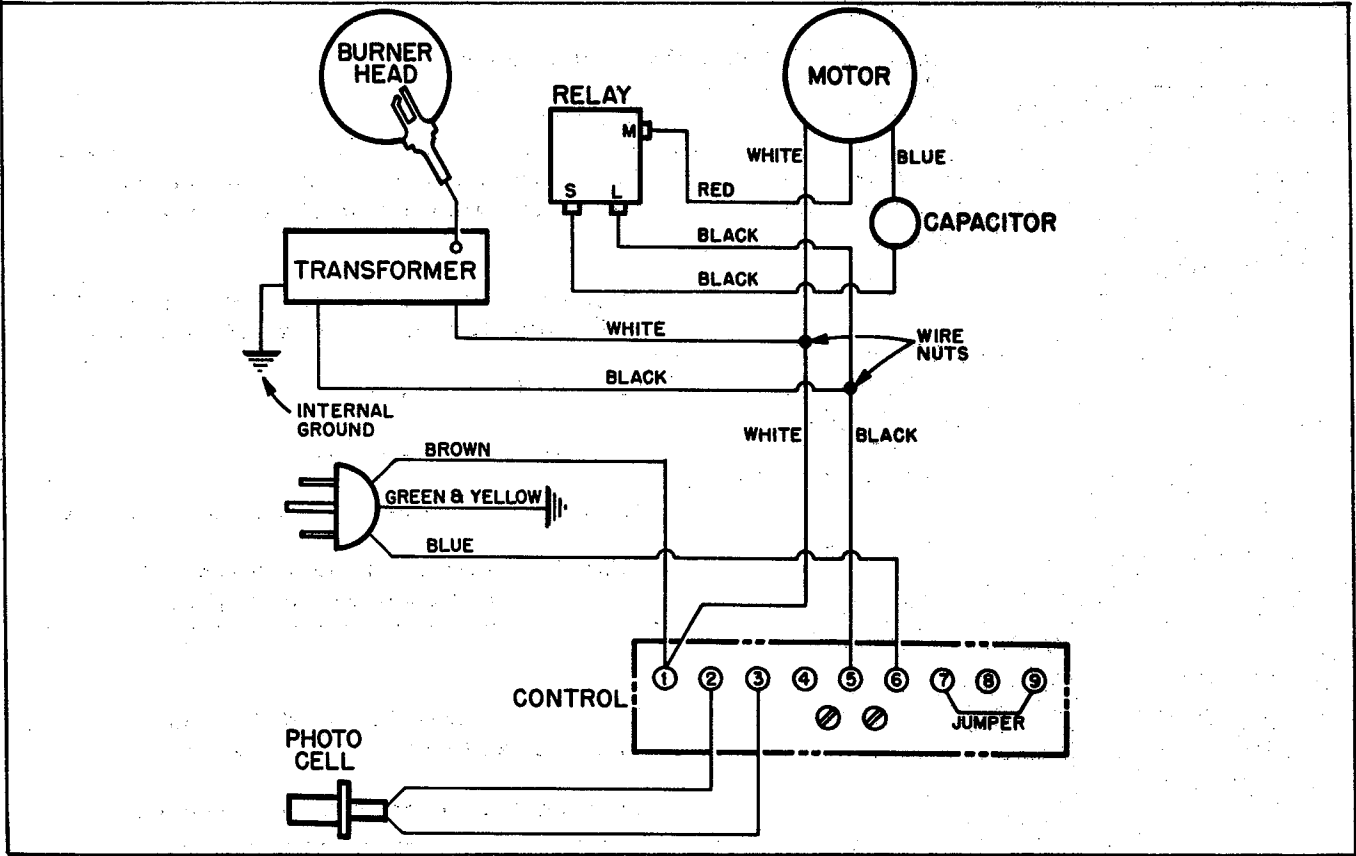 BURNER
HEAD
MOTOR
RELAY
M
WHITE
BLUE
S
L
RED
CAPACITOR
BLACK
TRANSFORMER
BLACK
WHITE
WIRE
NUTS
BLACK
INTERNAL
GROUND
WHITE
BLACK
BROWN
GREEN & YELLOW
BLUE
CONTROL
1 2 3 4 5 6 7 8 9
JUMPER
PHOTO
CELL